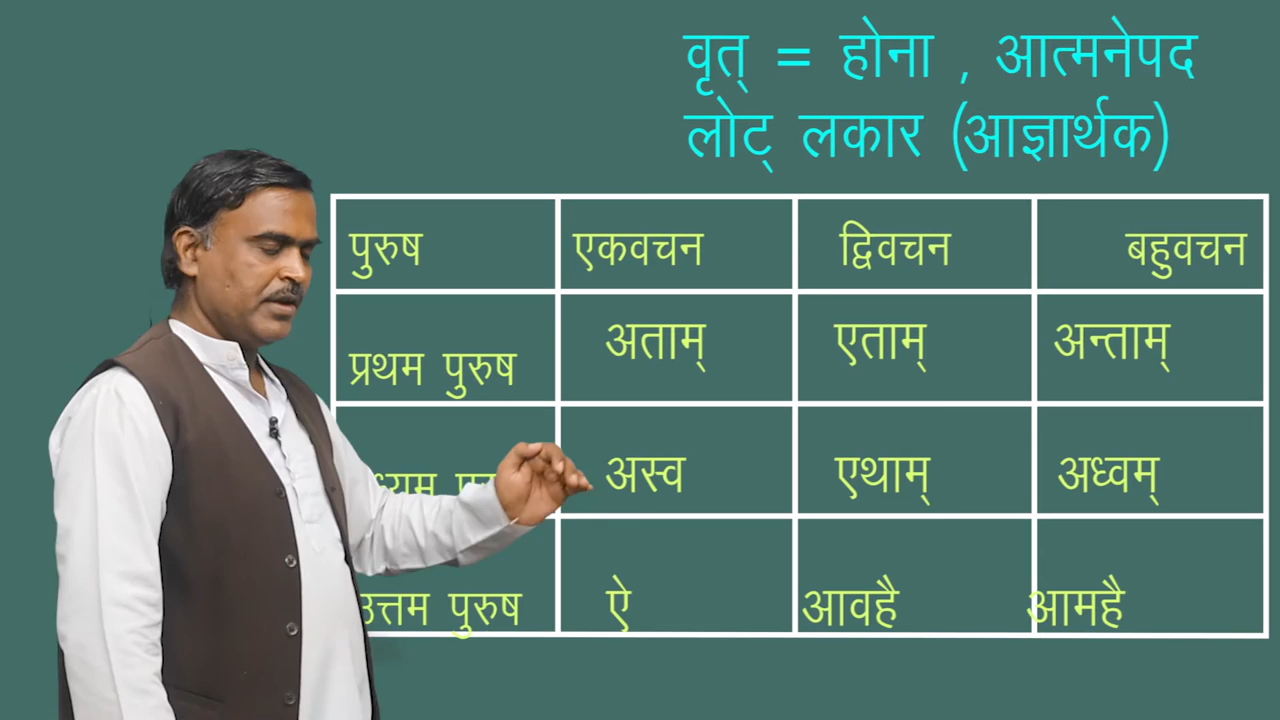 वृत् = होना , आत्मनेपद
लोट् लकार (आज्ञार्थक)
पुरुष एकवचन द्विवचन बहुवचन
प्रथम पुरुष अताम् एताम् अन्ताम्
अस्व एथाम् अध्वम्
उत्तम पुरुष ऐ आवहै आमहै